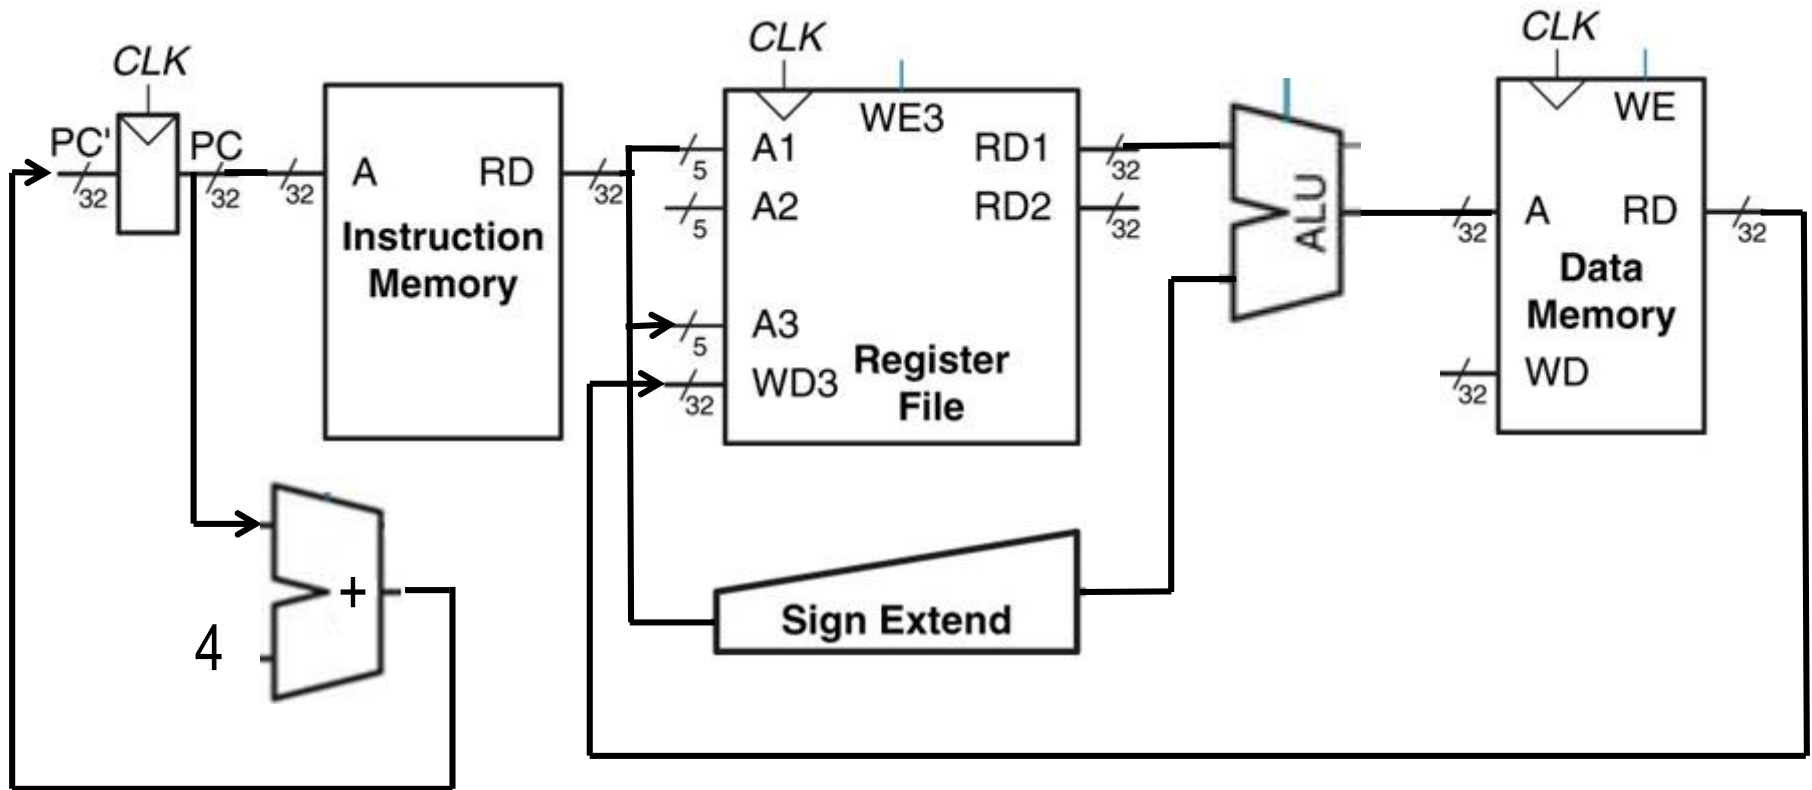 CLK
PC'
32
PC
32
32
A
RD
Instruction
Memory
32
CLK
WE3
A1
5
A2
5
A3
5
WD3
32
RD1
32
RD2
32
Register
File
ALU
CLK
WE
A
32
RD
32
Data
Memory
WD
32
+
4
Sign Extend